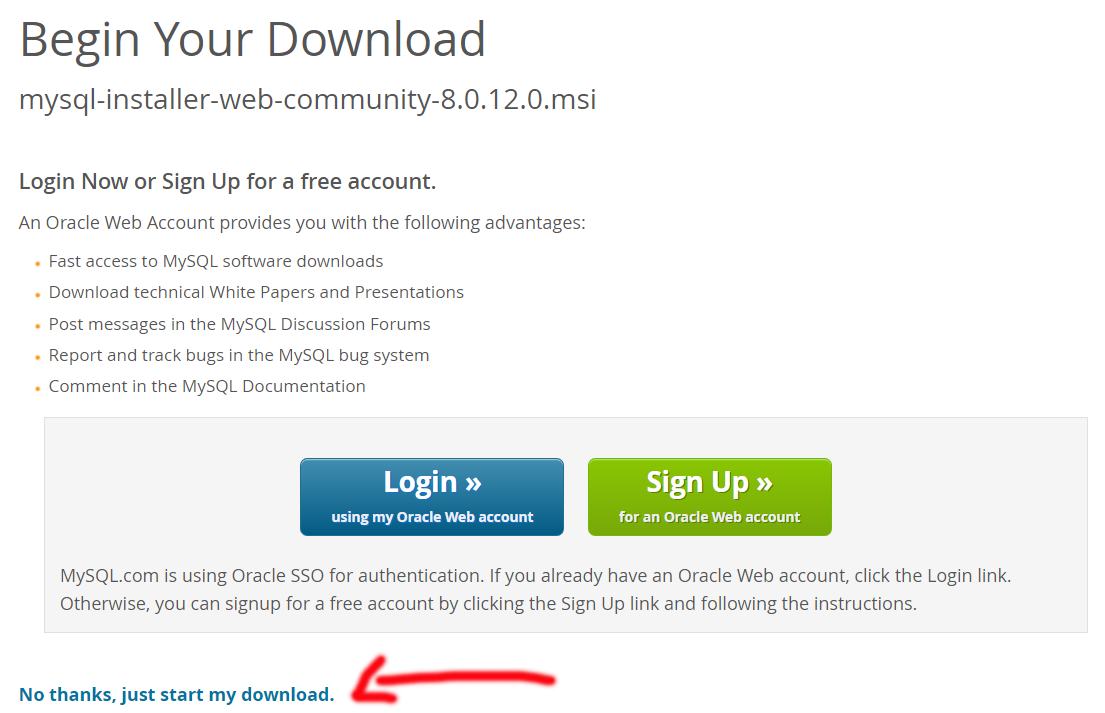 Begin Your Download
mysql-installer-web-community-8.0.12.0.msi
Login Now or Sign Up for a free account.
An Oracle Web Account provides you with the following advantages:
Fast access to MySQL software downloads
Download technical White Papers and Presentations
Post messages in the MySQL Discussion Forums
Report and track bugs in the MySQL bug system
Comment in the MySQL Documentation
Login »
using my Oracle Web account
Sign Up »
for an Oracle Web account
MySQL.com is using Oracle SSO for authentication. If you already have an Oracle Web account, click the Login link.
Otherwise, you can signup for a free account by clicking the Sign Up link and following the instructions.
No thanks, just start my download.